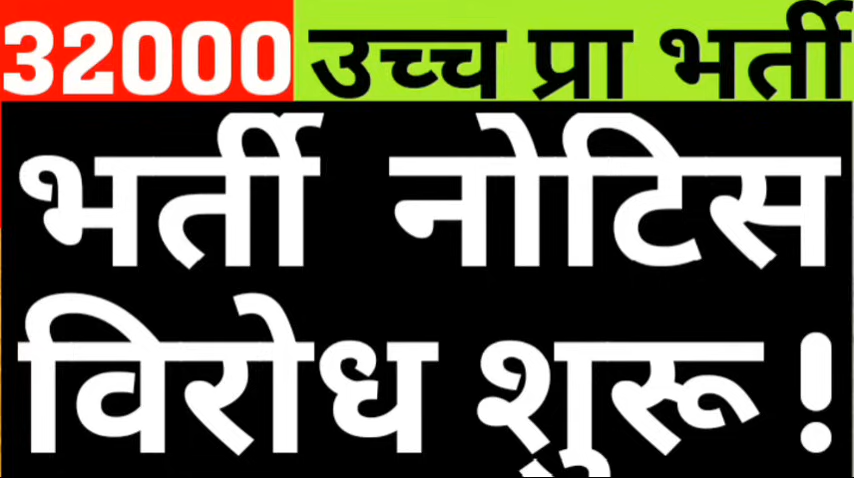 32000 उच्च प्रा भर्ती
भर्ती नोटिस
विरोध शुरू !